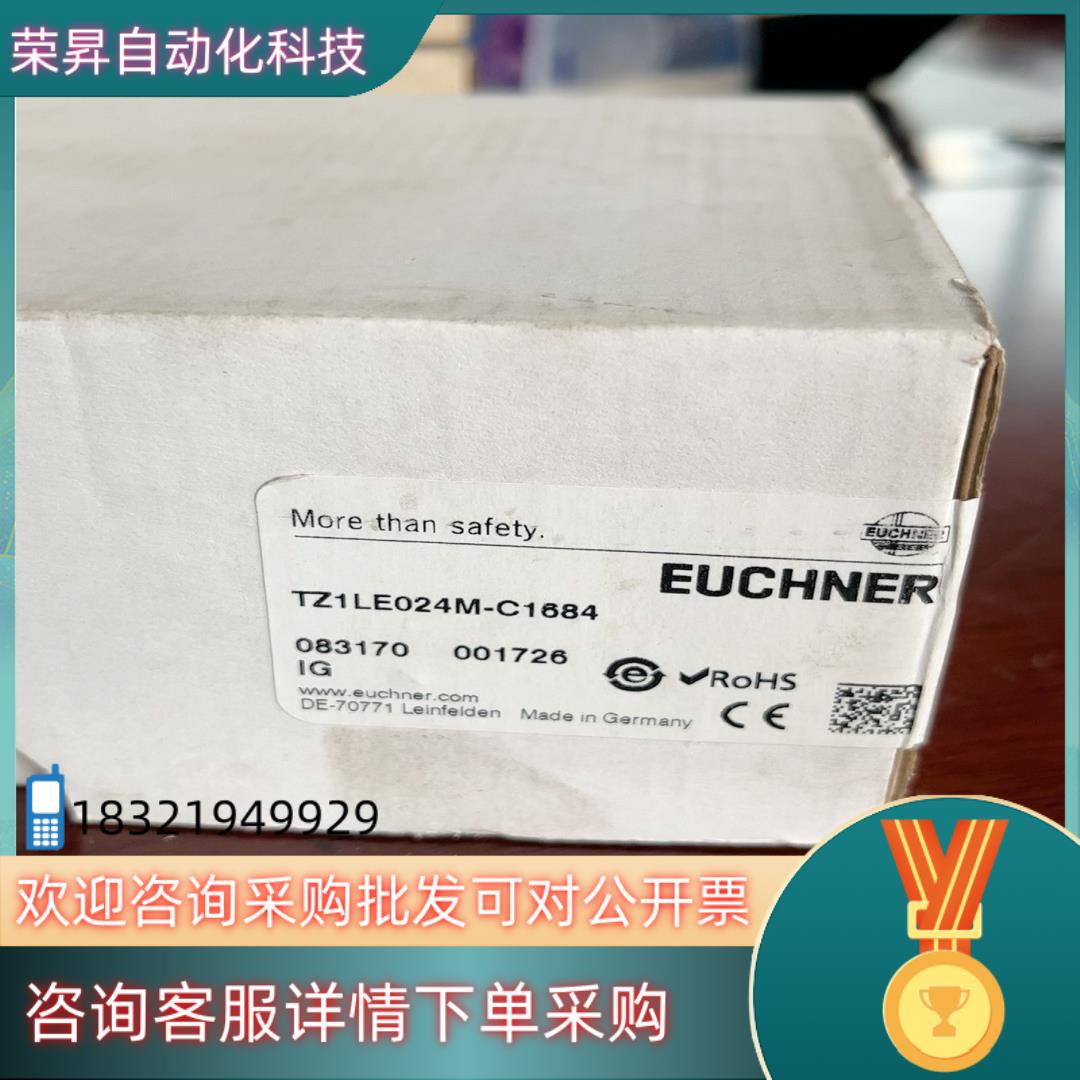 荣昇自动化科技
More than safety.
EUCHNER
EUCHNER
TZ1LE024M-C1684
083170 001726
IG
RoHS
www.euchner.com
DE-70771 Leinfelden Made in Germany
CE
18321949929
欢迎咨询采购批发可对公开票
咨询客服详情下单采购